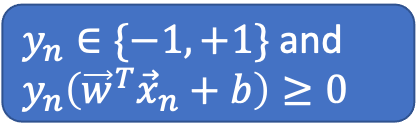 yₙ ∈ {−1, +1} and
yₙ(w⃗ᵀx⃗ₙ + b) ≥ 0